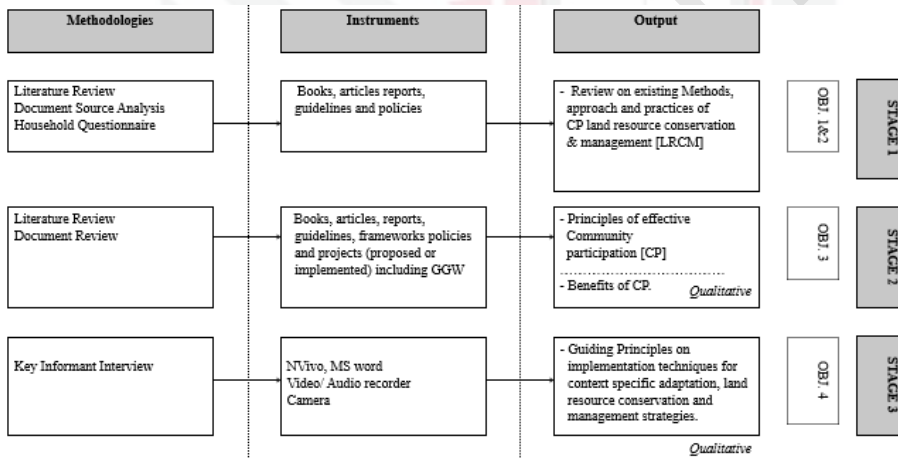 Methodologies
Instruments
Output
Literature Review
Document Source Analysis
Household Questionnaire
Books, articles reports,
guidelines and policies
- Review on existing Methods,
approach and practices of
CP land resource conservation
& management [LRCM]
OBJ. 1&2
STAGE 1
Literature Review
Document Review
Books, articles, reports,
guidelines, frameworks policies
and projects (proposed or
implemented) including GGW
- Principles of effective
Community
participation [CP]
- Benefits of CP.
Qualitative
OBJ. 3
STAGE 2
Key Informant Interview
NVivo, MS word
Video/ Audio recorder
Camera
- Guiding Principles on
implementation techniques for
context specific adaptation, land
resource conservation and
management strategies.
Qualitative
OBJ. 4
STAGE 3